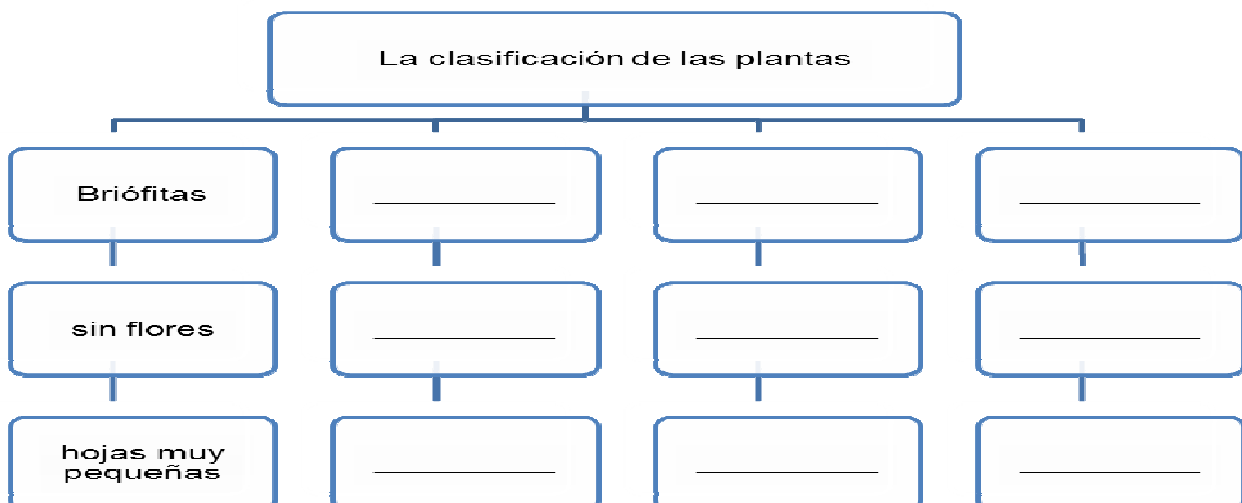 La clasificación de las plantas
Briófitas
sin flores
hojas muy
pequeñas